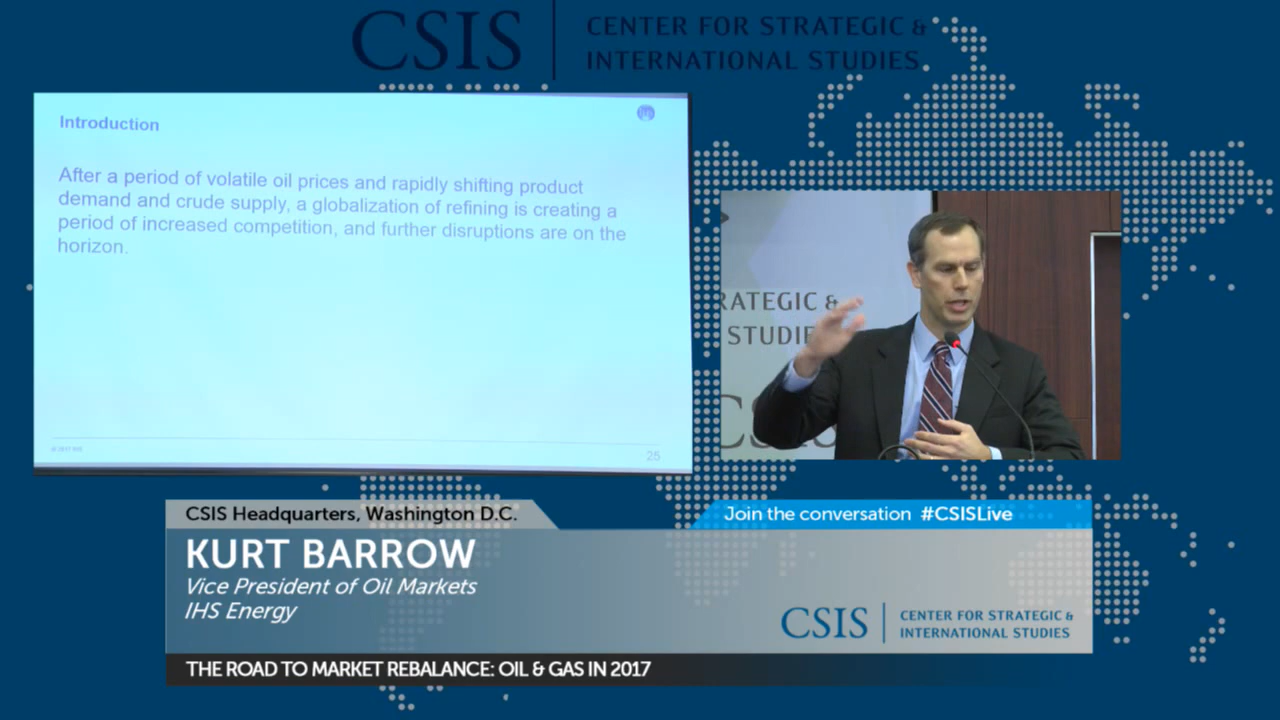 CSIS
CENTER FOR STRATEGIC &
INTERNATIONAL STUDIES
Introduction
After a period of volatile oil prices and rapidly shifting product
demand and crude supply, a globalization of refining is creating a
period of increased competition, and further disruptions are on the
horizon.
25
RATEGIC &
STUDIE
CSIS Headquarters, Washington D.C.
Join the conversation #CSISLive
KURT BARROW
Vice President of Oil Markets
IHS Energy
CSIS
CENTER FOR STRATEGIC &
INTERNATIONAL STUDIES
THE ROAD TO MARKET REBALANCE: OIL & GAS IN 2017